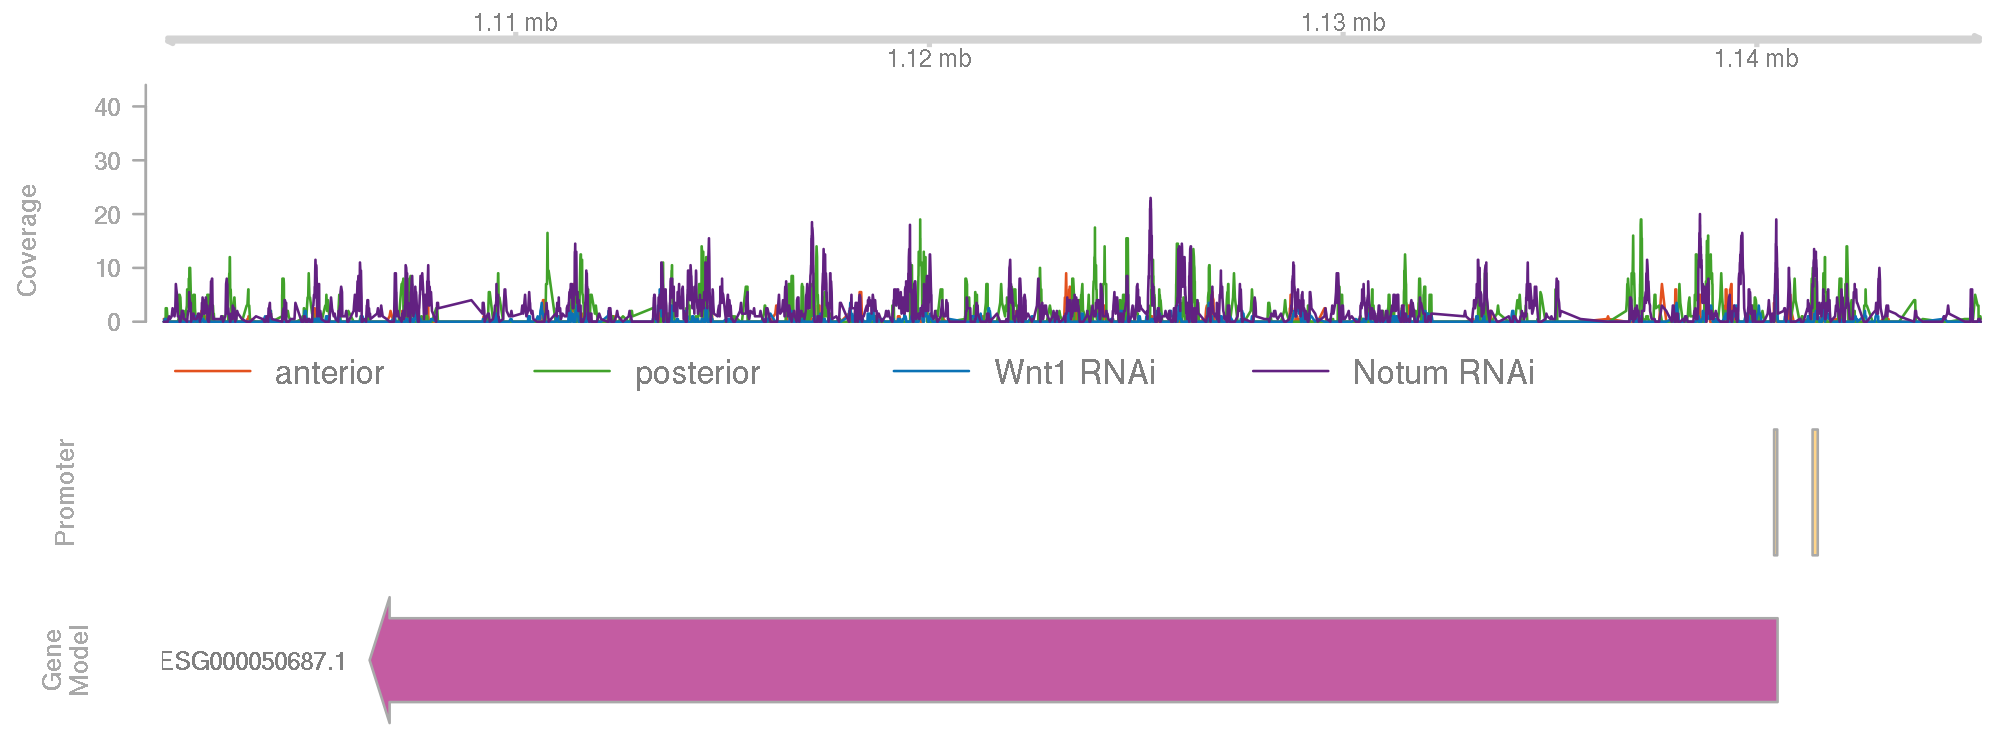 1.11 mb
1.13 mb
1.12 mb
1.14 mb
Coverage
40
30
20
10
0
anterior posterior Wnt1 RNAi Notum RNAi
Promoter
Gene
Model
ESG000050687.1